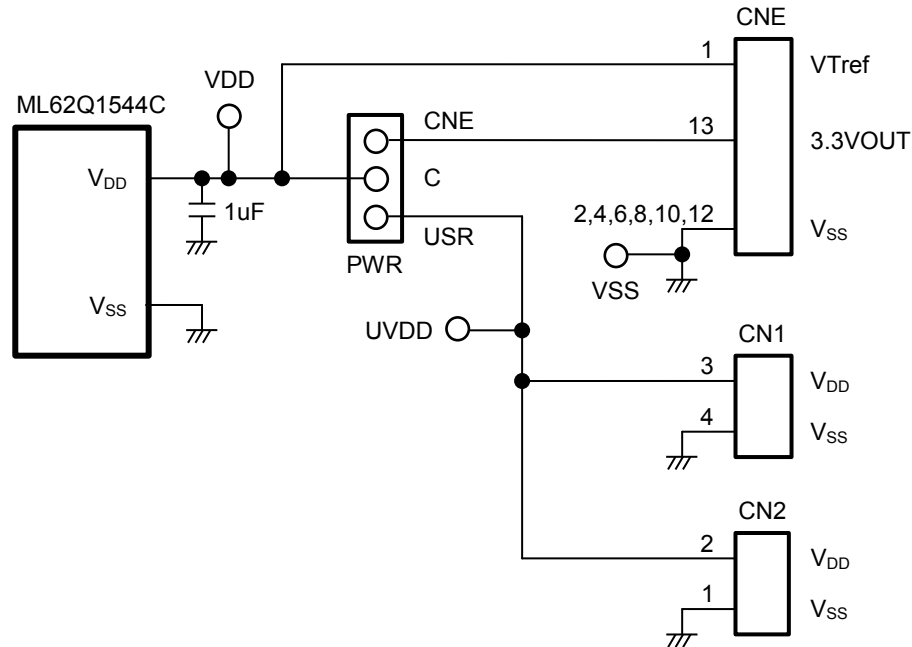 CNE
1
VTref
VDD
ML62Q1544C
CNE
13
3.3VOUT
VDD
C
1uF
USR
2,4,6,8,10,12
VSS
PWR
VSS
VSS
UVDD
CN1
3
VDD
4
VSS
CN2
2
VDD
1
VSS